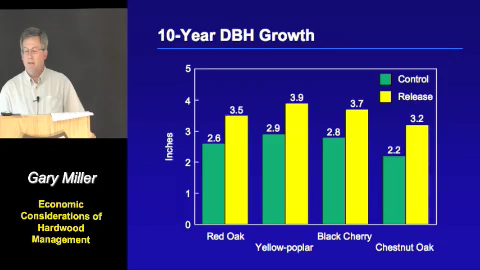 10-Year DBH Growth
5
4
3
2
1
0
Inches
Control
Release
2.6
3.5
2.9
3.9
2.8
3.7
2.2
3.2
Red Oak
Yellow-poplar
Black Cherry
Chestnut Oak
Gary Miller
Economic
Considerations of
Hardwood
Management